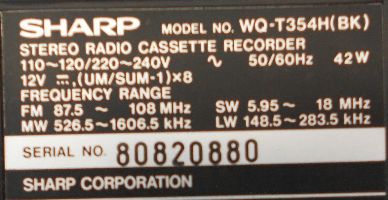 SHARP MODEL NO. WQ-T354H(BK)
STEREO RADIO CASSETTE RECORDER
110~120/220~240V ∿ 50/60Hz 42W
12V ⎓, (UM/SUM-1)×8
FREQUENCY RANGE
FM 87.5 ~ 108 MHz SW 5.95 ~ 18 MHz
MW 526.5~1606.5 kHz LW 148.5~283.5 kHz
SERIAL NO. 80820880
SHARP CORPORATION